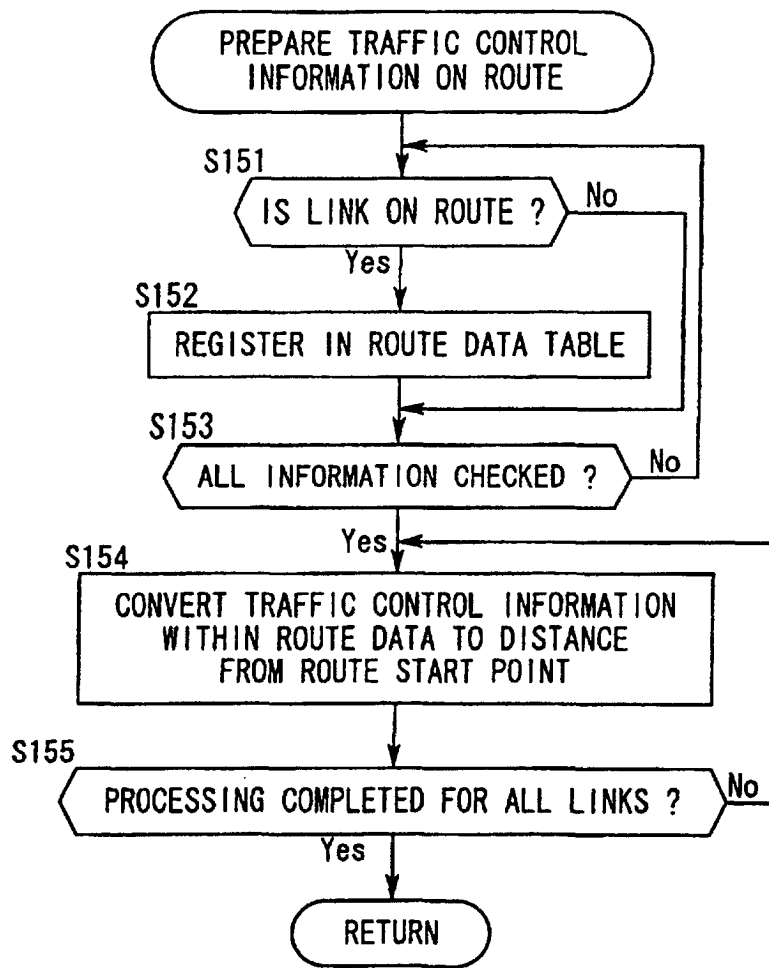 PREPARE TRAFFIC CONTROL
INFORMATION ON ROUTE
S151
IS LINK ON ROUTE ?
No
Yes
S152
REGISTER IN ROUTE DATA TABLE
S153
ALL INFORMATION CHECKED ?
No
Yes
S154
CONVERT TRAFFIC CONTROL INFORMATION
WITHIN ROUTE DATA TO DISTANCE
FROM ROUTE START POINT
S155
PROCESSING COMPLETED FOR ALL LINKS ?
No
Yes
RETURN